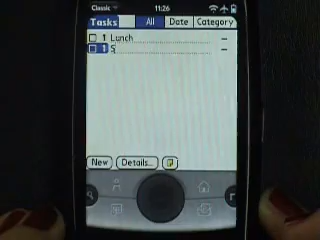 Classic 11:26
Tasks All Date Category
1 Lunch –
1 S –
New Details...